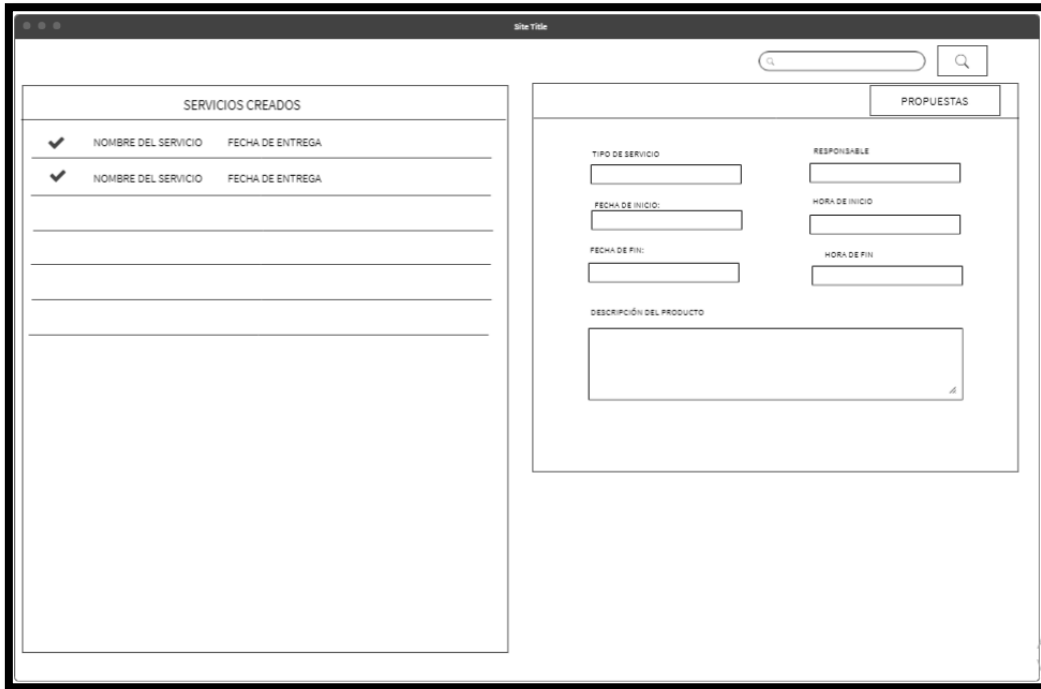 Site Title
SERVICIOS CREADOS
NOMBRE DEL SERVICIO FECHA DE ENTREGA
NOMBRE DEL SERVICIO FECHA DE ENTREGA
PROPUESTAS
TIPO DE SERVICIO
RESPONSABLE
FECHA DE INICIO:
HORA DE INICIO
FECHA DE FIN:
HORA DE FIN
DESCRIPCIÓN DEL PRODUCTO